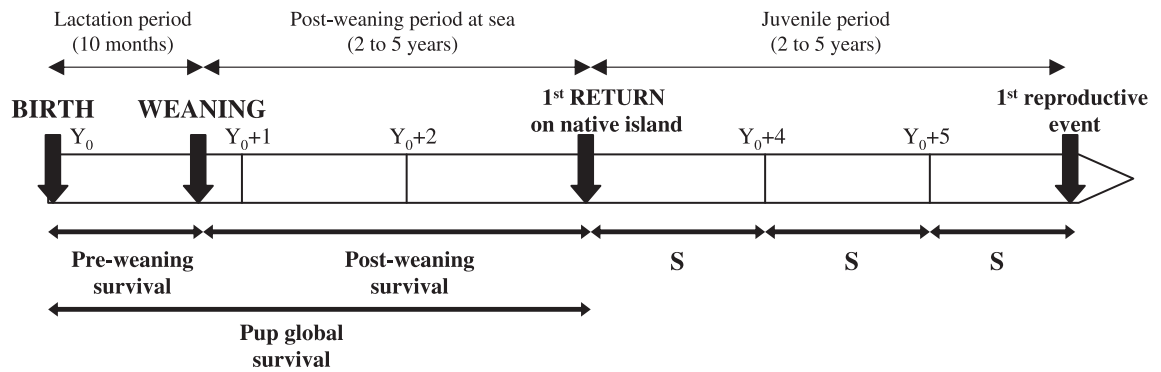 Lactation period
(10 months)
Post-weaning period at sea
(2 to 5 years)
Juvenile period
(2 to 5 years)
BIRTH
WEANING
1st RETURN
on native island
1st reproductive
event
Y0
Y0+1
Y0+2
Y0+4
Y0+5
Pre-weaning
survival
Post-weaning
survival
S
S
S
Pup global
survival